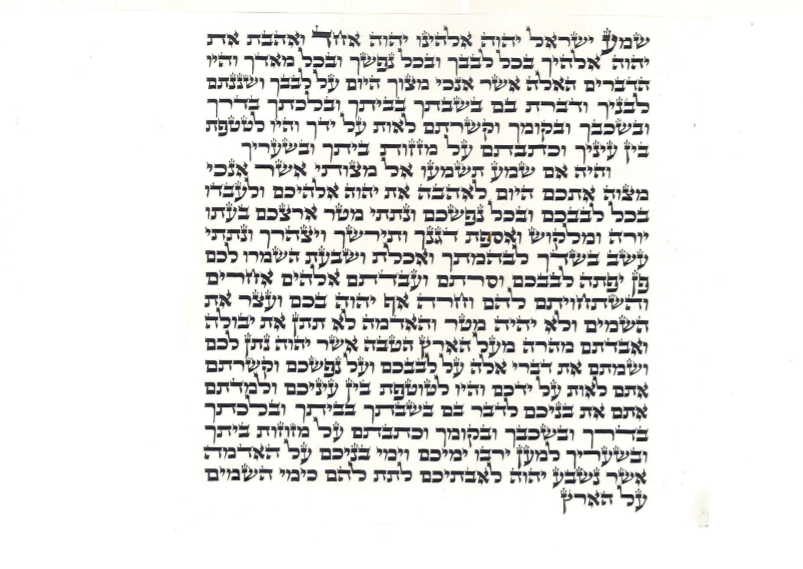 שמע ישראל יהוה אלהינו יהוה אחד ואהבת את
יהוה אלהיך בכל לבבך ובכל נפשך ובכל מאדך והיו
הדברים האלה אשר אנכי מצוך היום על לבבך ושננתם
לבניך ודברת בם בשבתך בביתך ובלכתך בדרך
ובשכבך ובקומך וקשרתם לאות על ידך והיו לטטפת
בין עיניך וכתבתם על מזזות ביתך ובשעריך
והיה אם שמע תשמעו אל מצותי אשר אנכי
מצוה אתכם היום לאהבה את יהוה אלהיכם ולעבדו
בכל לבבכם ובכל נפשכם ונתתי מטר ארצכם בעתו
יורה ומלקוש ואספת דגנך ותירשך ויצהרך ונתתי
עשב בשדך לבהמתך ואכלת ושבעת השמרו לכם
פן יפתה לבבכם וסרתם ועבדתם אלהים אחרים
והשתחויתם להם וחרה אף יהוה בכם ועצר את
השמים ולא יהיה מטר והאדמה לא תתן את יבולה
ואבדתם מהרה מעל הארץ הטבה אשר יהוה נתן לכם
ושמתם את דברי אלה על לבבכם ועל נפשכם וקשרתם
אתם לאות על ידכם והיו לטוטפת בין עיניכם ולמדתם
אתם את בניכם לדבר בם בשבתך בביתך ובלכתך
בדרך ובשכבך ובקומך וכתבתם על מזוזות ביתך
ובשעריך למען ירבו ימיכם וימי בניכם על האדמה
אשר נשבע יהוה לאבתיכם לתת להם כימי השמים
על הארץ